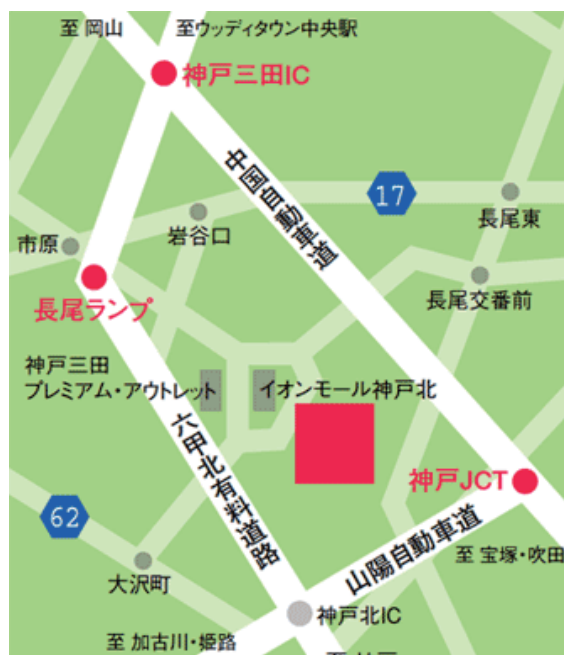 至 岡山
至ウッディタウン中央駅
神戸三田IC
中国自動車道
17
長尾東
岩谷口
市原
長尾交番前
長尾ランプ
神戸三田
プレミアム・アウトレット
イオンモール神戸北
六甲北有料道路
神戸JCT
62
山陽自動車道
至 宝塚・吹田
大沢町
神戸北IC
至 加古川・姫路